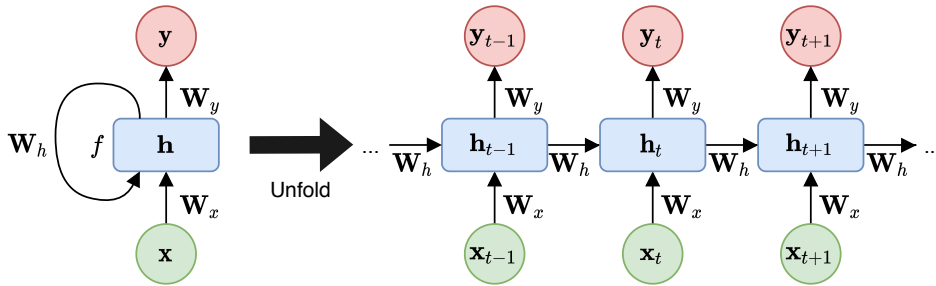 y y_{t−1} y_t y_{t+1}
W_y W_y W_y W_y
W_h f h ... h_{t−1} h_t h_{t+1} ..
W_h W_h W_h W_h
Unfold
W_x W_x W_x W_x
x x_{t−1} x_t x_{t+1}